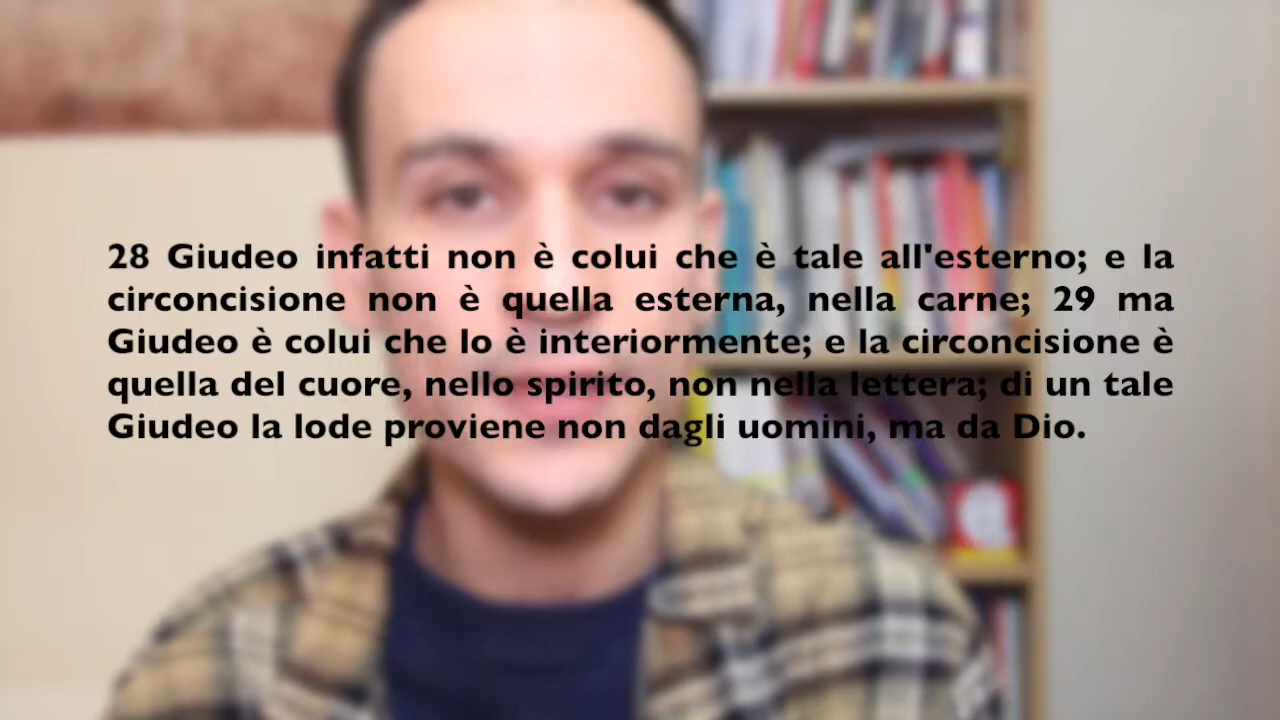 28 Giudeo infatti non è colui che è tale all'esterno; e la
circoncisione non è quella esterna, nella carne; 29 ma
Giudeo è colui che lo è interiormente; e la circoncisione è
quella del cuore, nello spirito, non nella lettera; di un tale
Giudeo la lode proviene non dagli uomini, ma da Dio.